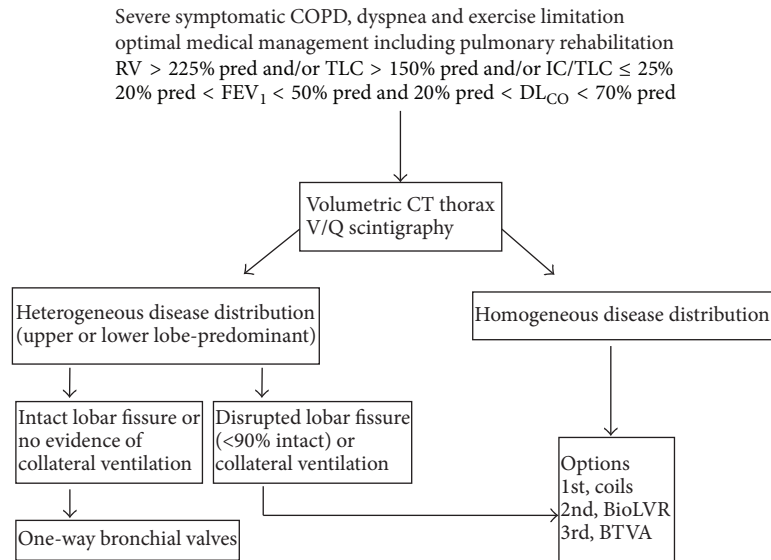 Severe symptomatic COPD, dyspnea and exercise limitation
optimal medical management including pulmonary rehabilitation
RV > 225% pred and/or TLC > 150% pred and/or IC/TLC ≤ 25%
20% pred < FEV₁ < 50% pred and 20% pred < DL_CO < 70% pred
Volumetric CT thorax
V/Q scintigraphy
Heterogeneous disease distribution
(upper or lower lobe-predominant)
Homogeneous disease distribution
Intact lobar fissure or
no evidence of
collateral ventilation
Disrupted lobar fissure
(<90% intact) or
collateral ventilation
Options
1st, coils
2nd, BioLVR
3rd, BTVA
One-way bronchial valves